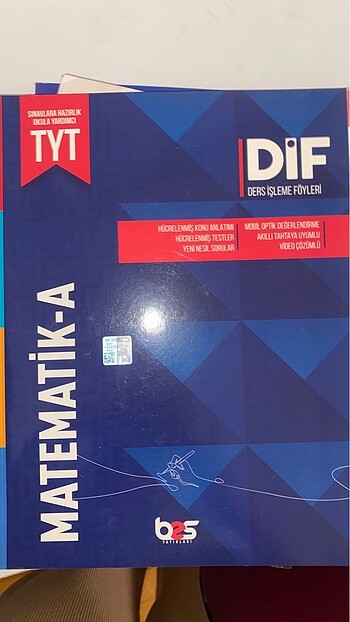 SINAVLARA HAZIRLIK
OKULA YARDIMCI
TYT
DİF
DERS İŞLEME FÖYLERİ
HÜCRELENMİŞ KONU ANLATIMI
HÜCRELENMİŞ TESTLER
YENİ NESİL SORULAR
MOBİL OPTİK DEĞERLENDİRME
AKILLI TAHTAYA UYUMLU
VİDEO ÇÖZÜMLÜ
MATEMATİK-A
b2s
YAYINLARI